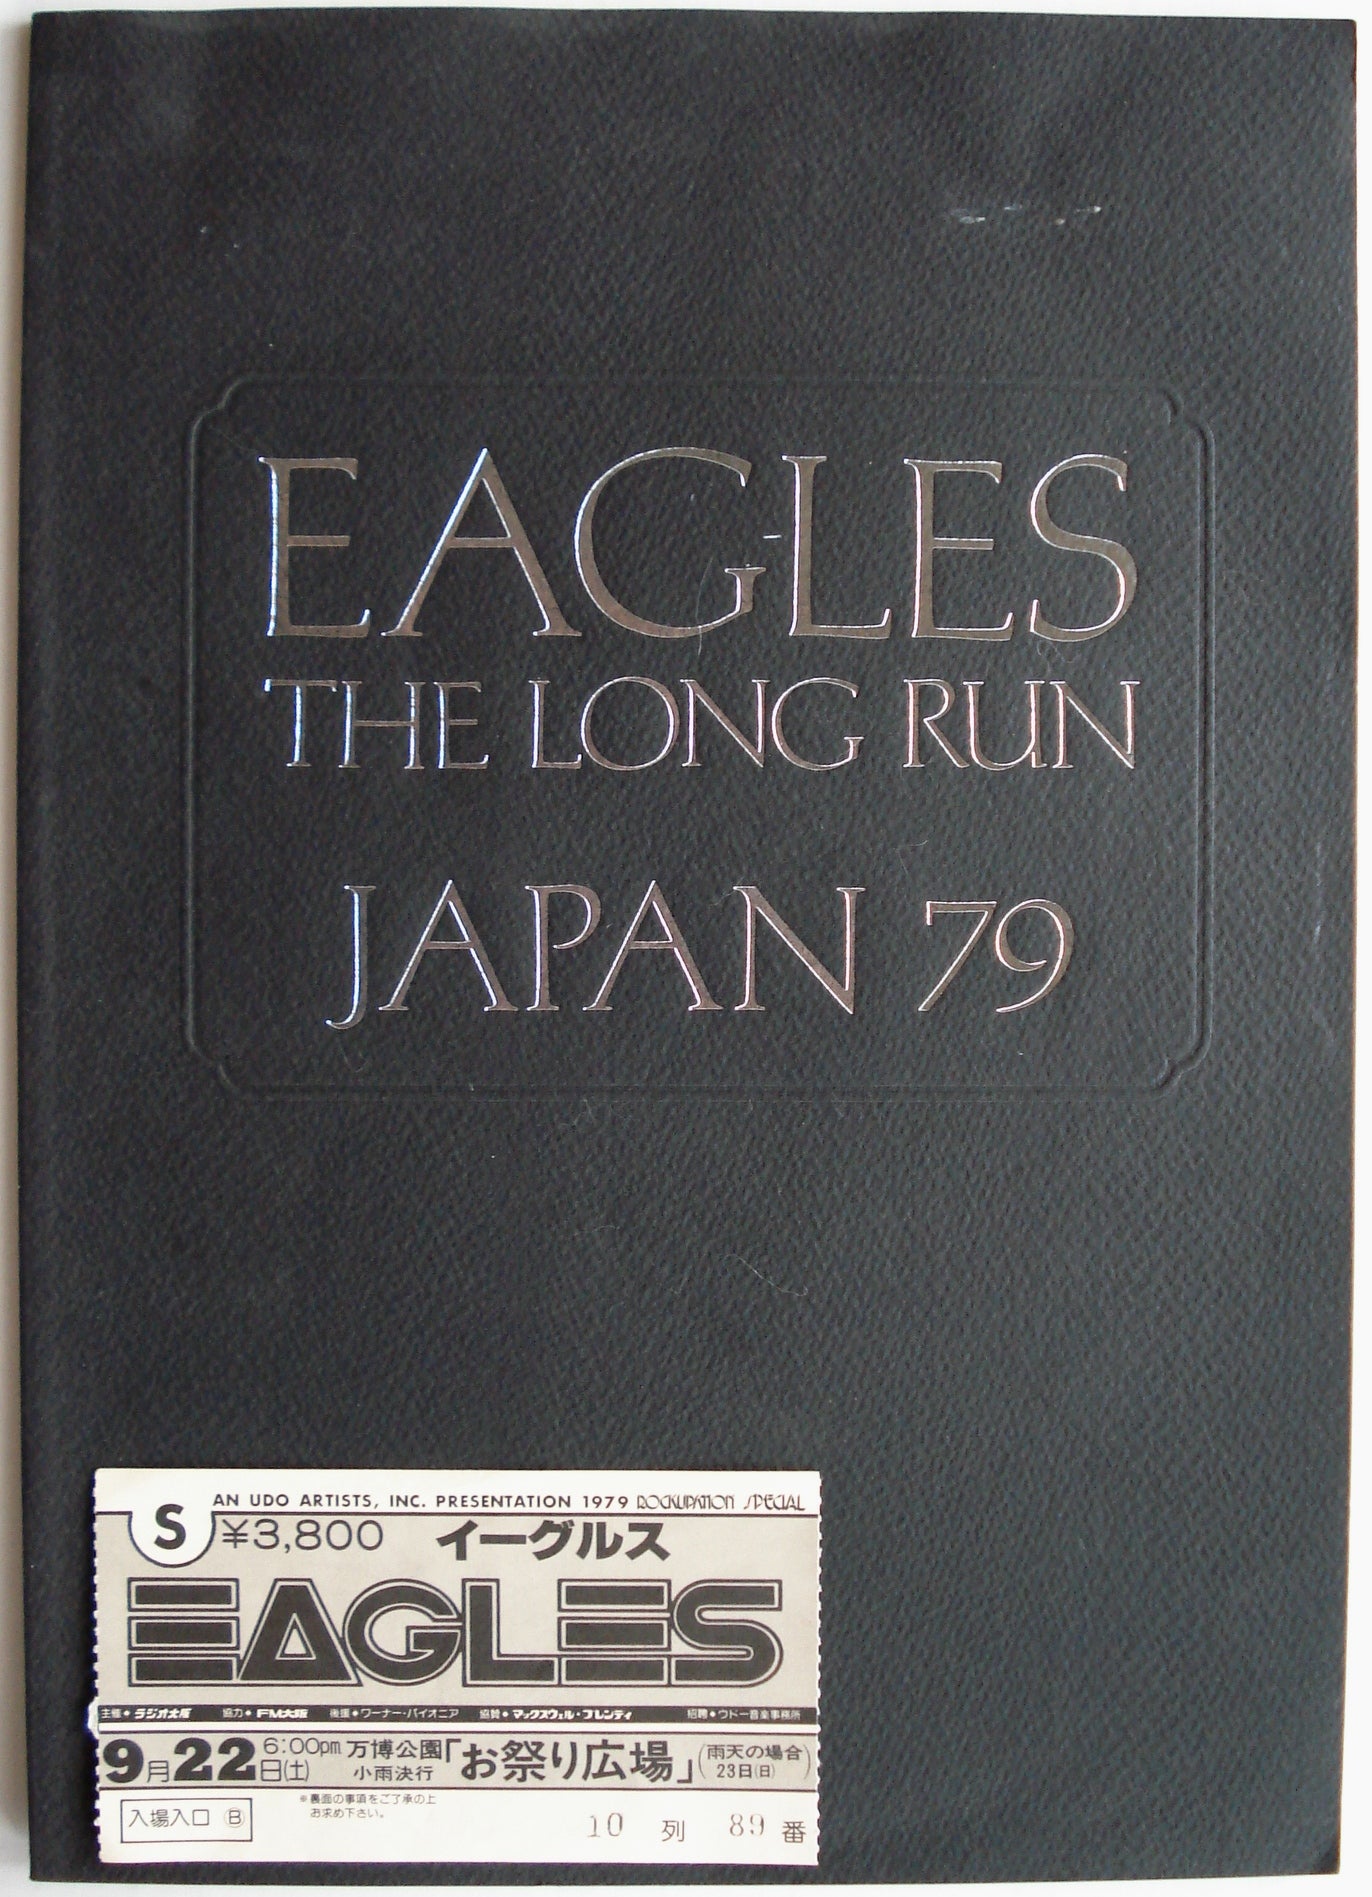 EAGLES
THE LONG RUN
JAPAN 79
AN UDO ARTISTS, INC. PRESENTATION 1979 ROCKUPATION SPECIAL
S ¥3,800 イーグルス
EAGLES
主催●ラジオ大阪 協力●FM大阪 後援●ワーナー・パイオニア 協賛●マックスウェル・プレンティ 招聘●ウドー音楽事務所
9月22日(土) 6:00pm 万博公園「お祭り広場」(雨天の場合
小雨決行 23日(日))
入場入口 Ⓑ
※裏面の事項をご了承の上
お求め下さい。
10 列 89 番